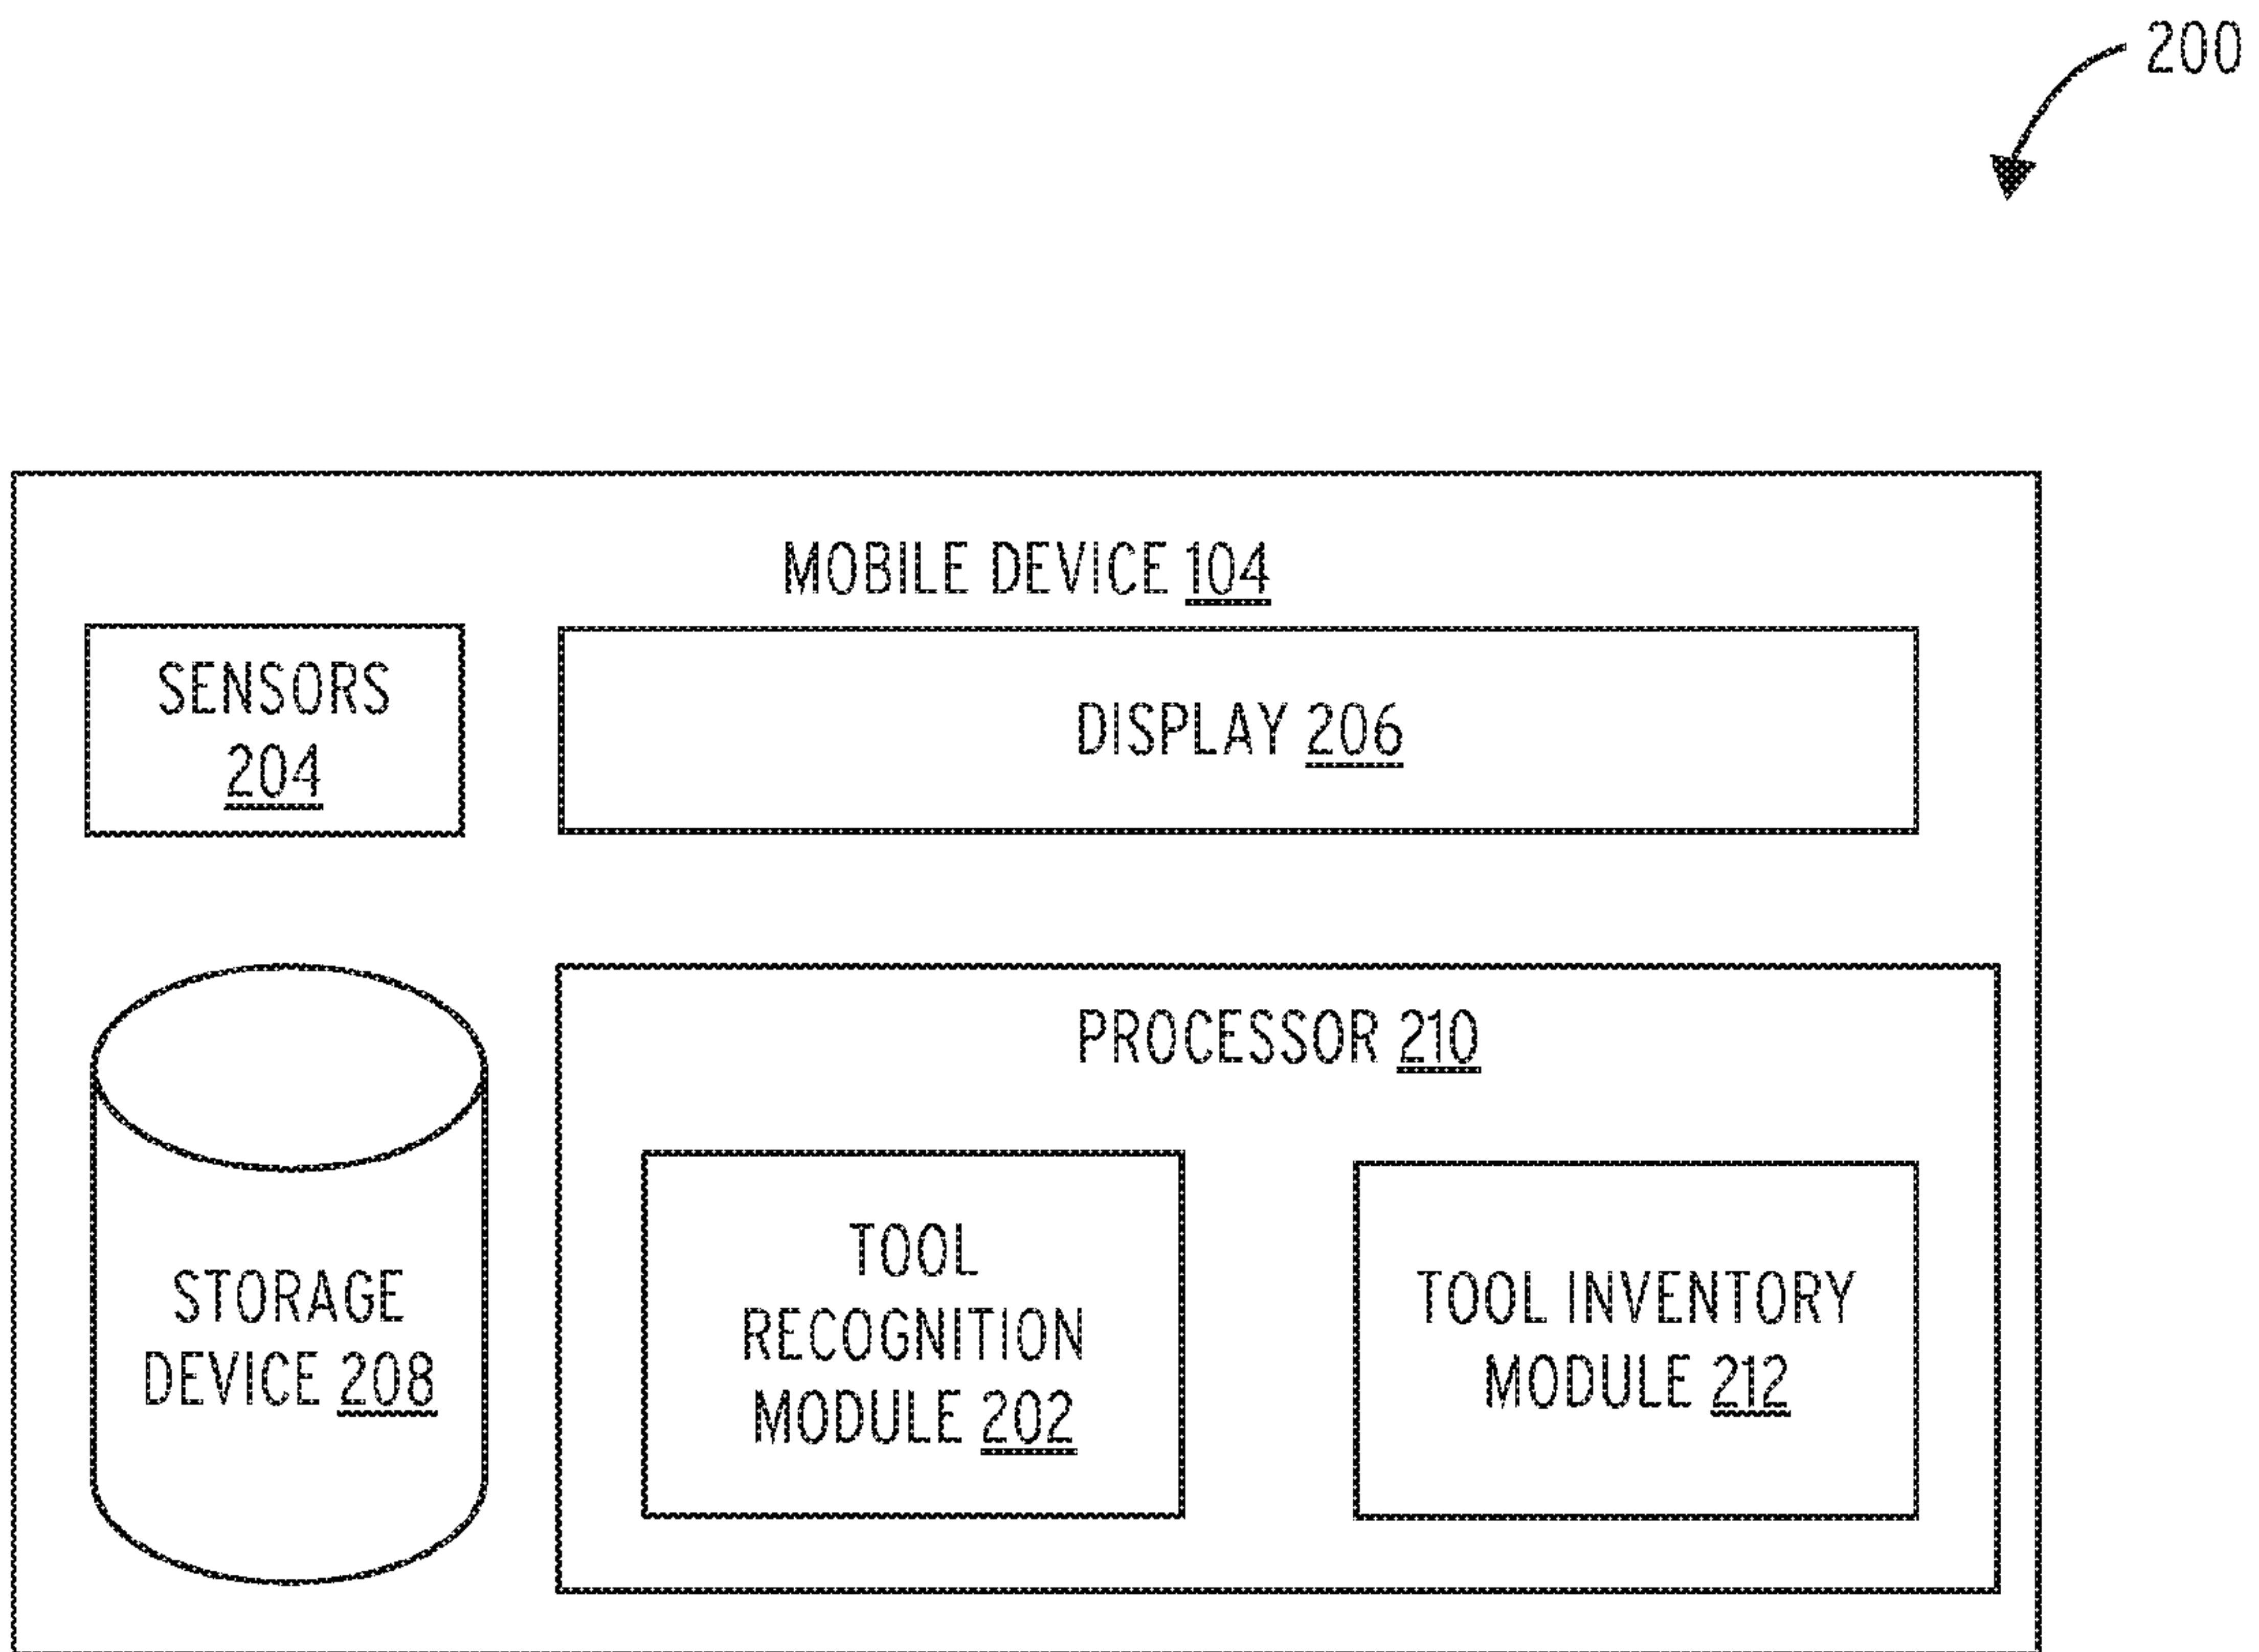 200
MOBILE DEVICE 104
SENSORS
204
DISPLAY 206
STORAGE
DEVICE 208
PROCESSOR 210
TOOL
RECOGNITION
MODULE 202
TOOL INVENTORY
MODULE 212